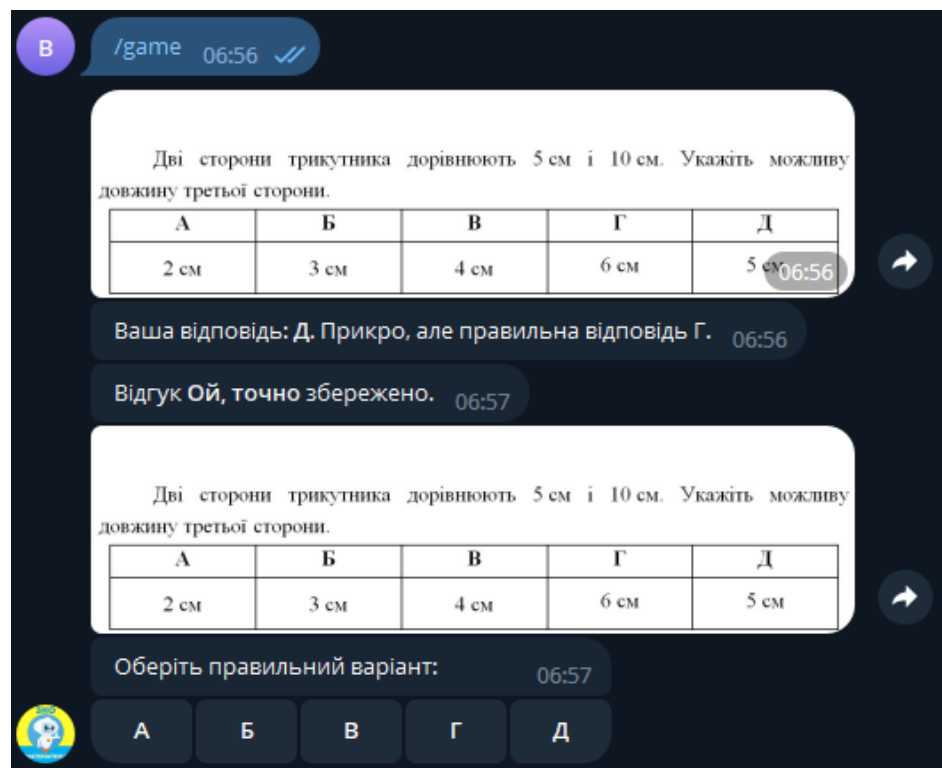 В
/game 06:56
Дві сторони трикутника дорівнюють 5 см і 10 см. Укажіть можливу
довжину третьої сторони.
А Б В Г Д
2 см 3 см 4 см 6 см 5 см
06:56
Ваша відповідь: Д. Прикро, але правильна відповідь Г. 06:56
Відгук Ой, точно збережено. 06:57
Дві сторони трикутника дорівнюють 5 см і 10 см. Укажіть можливу
довжину третьої сторони.
А Б В Г Д
2 см 3 см 4 см 6 см 5 см
Оберіть правильний варіант: 06:57
А Б В Г Д